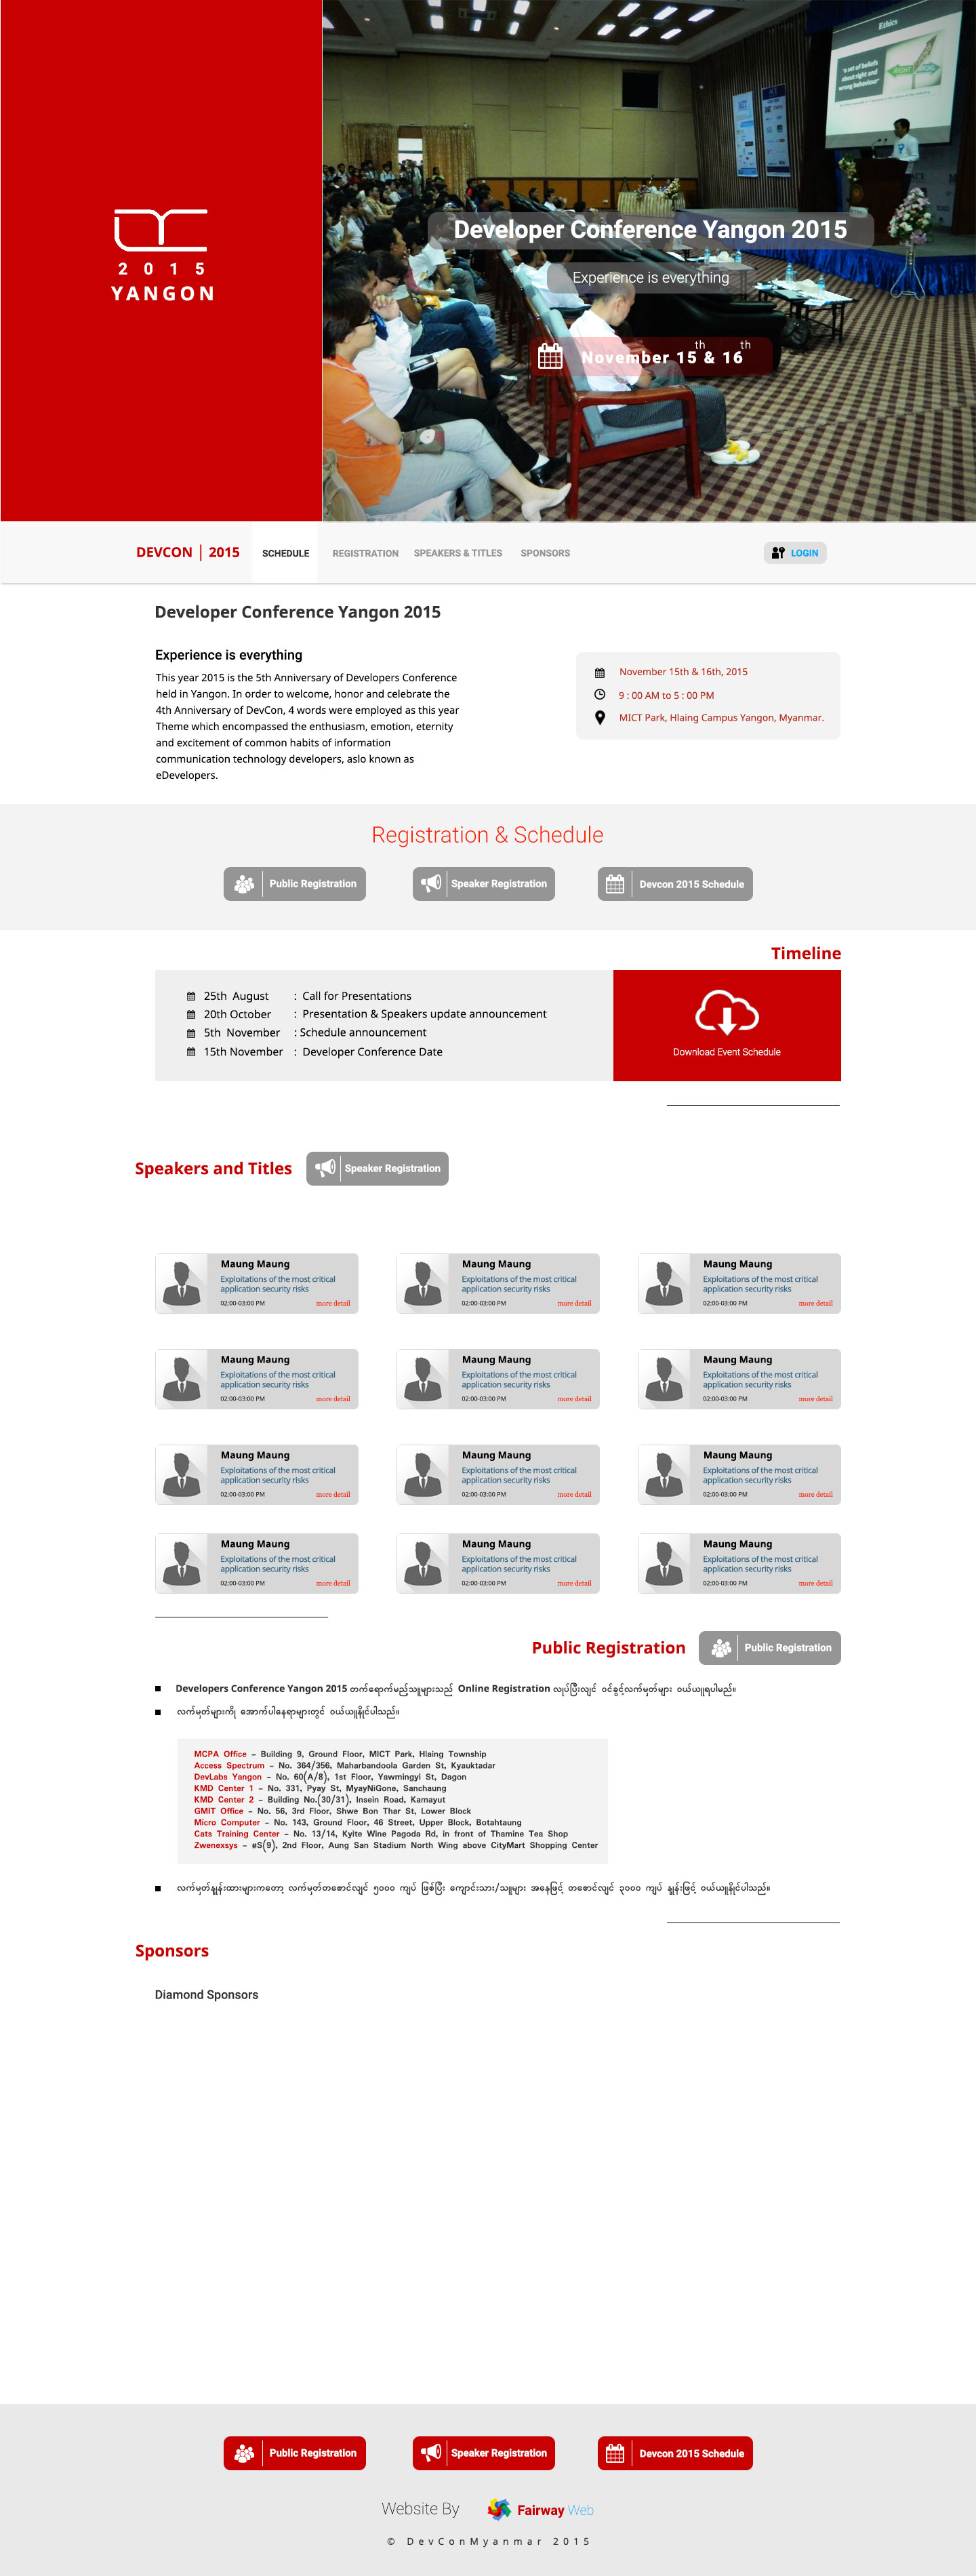 Ethics
"a set of beliefs
about right and
wrong behaviour"
RIGHT
2 0 1 5
YANGON
Developer Conference Yangon 2015
Experience is everything
November 15th & 16th
DEVCON | 2015
SCHEDULE
REGISTRATION
SPEAKERS & TITLES
SPONSORS
LOGIN
Developer Conference Yangon 2015
Experience is everything
This year 2015 is the 5th Anniversary of Developers Conference
held in Yangon. In order to welcome, honor and celebrate the
4th Anniversary of DevCon, 4 words were employed as this year
Theme which encompassed the enthusiasm, emotion, eternity
and excitement of common habits of information
communication technology developers, aslo known as
eDevelopers.
November 15th & 16th, 2015
9 : 00 AM to 5 : 00 PM
MICT Park, Hlaing Campus Yangon, Myanmar.
Registration & Schedule
Public Registration
Speaker Registration
Devcon 2015 Schedule
Timeline
25th August : Call for Presentations
20th October : Presentation & Speakers update announcement
5th November : Schedule announcement
15th November : Developer Conference Date
Download Event Schedule
Speakers and Titles
Speaker Registration
Maung Maung
Exploitations of the most critical
application security risks
02:00-03:00 PM more detail
Maung Maung
Exploitations of the most critical
application security risks
02:00-03:00 PM more detail
Maung Maung
Exploitations of the most critical
application security risks
02:00-03:00 PM more detail
Maung Maung
Exploitations of the most critical
application security risks
02:00-03:00 PM more detail
Maung Maung
Exploitations of the most critical
application security risks
02:00-03:00 PM more detail
Maung Maung
Exploitations of the most critical
application security risks
02:00-03:00 PM more detail
Maung Maung
Exploitations of the most critical
application security risks
02:00-03:00 PM more detail
Maung Maung
Exploitations of the most critical
application security risks
02:00-03:00 PM more detail
Maung Maung
Exploitations of the most critical
application security risks
02:00-03:00 PM more detail
Maung Maung
Exploitations of the most critical
application security risks
02:00-03:00 PM more detail
Maung Maung
Exploitations of the most critical
application security risks
02:00-03:00 PM more detail
Maung Maung
Exploitations of the most critical
application security risks
02:00-03:00 PM more detail
Public Registration
Public Registration
Developers Conference Yangon 2015 တက်ရောက်မည့်သူများသည် Online Registration လုပ်ပြီးလျှင် ဝင်ခွင့်လက်မှတ်များ ဝယ်ယူရပါမည်။
လက်မှတ်များကို အောက်ပါနေရာများတွင် ဝယ်ယူနိုင်ပါသည်။
MCPA Office – Building 9, Ground Floor, MICT Park, Hlaing Township
Access Spectrum – No. 364/356, Maharbandoola Garden St, Kyauktadar
DevLabs Yangon – No. 60(A/8), 1st Floor, Yawmingyi St, Dagon
KMD Center 1 – No. 331, Pyay St, MyayNiGone, Sanchaung
KMD Center 2 – Building No.(30/31), Insein Road, Kamayut
GMIT Office – No. 56, 3rd Floor, Shwe Bon Thar St, Lower Block
Micro Computer – No. 143, Ground Floor, 46 Street, Upper Block, Botahtaung
Cats Training Center – No. 13/14, Kyite Wine Pagoda Rd, in front of Thamine Tea Shop
Zwenexsys – #S(9), 2nd Floor, Aung San Stadium North Wing above CityMart Shopping Center
လက်မှတ်နှုန်းထားများကတော့ လက်မှတ်တစောင်လျှင် ၅၀၀၀ ကျပ် ဖြစ်ပြီး ကျောင်းသား/သူများ အနေဖြင့် တစောင်လျှင် ၃၀၀၀ ကျပ် နှုန်းဖြင့် ဝယ်ယူနိုင်ပါသည်။
Sponsors
Diamond Sponsors
Public Registration
Speaker Registration
Devcon 2015 Schedule
Website By Fairway Web
© DevConMyanmar 2015